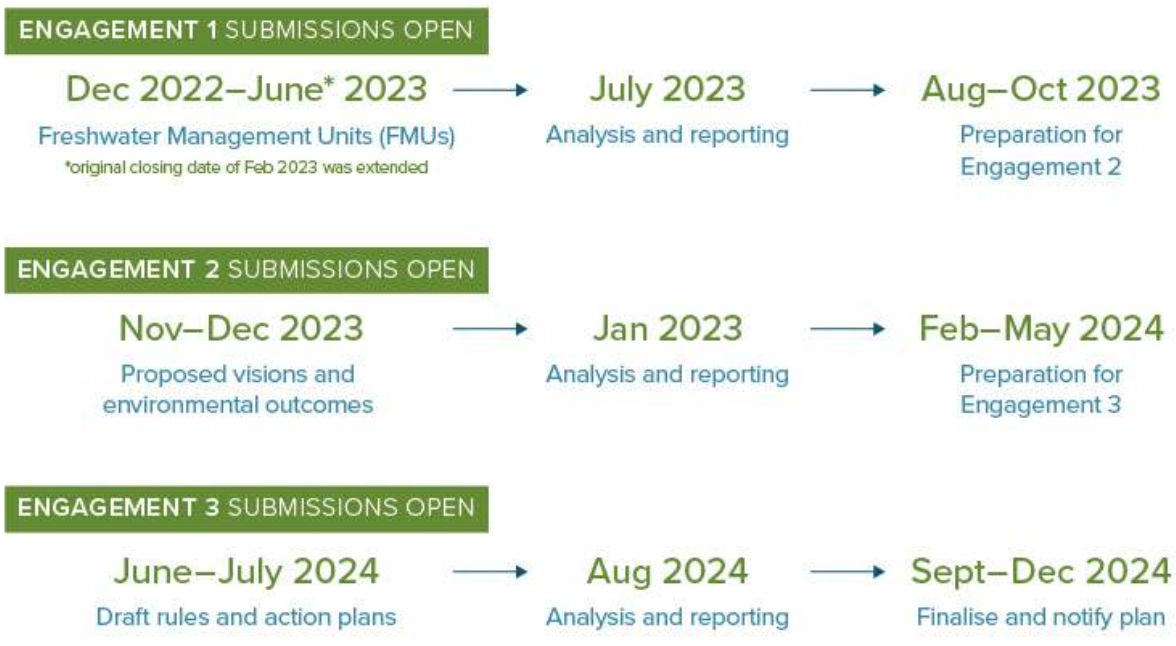 ENGAGEMENT 1 SUBMISSIONS OPEN
Dec 2022–June* 2023
Freshwater Management Units (FMUs)
*original closing date of Feb 2023 was extended
July 2023
Analysis and reporting
Aug–Oct 2023
Preparation for
Engagement 2
ENGAGEMENT 2 SUBMISSIONS OPEN
Nov–Dec 2023
Proposed visions and
environmental outcomes
Jan 2023
Analysis and reporting
Feb–May 2024
Preparation for
Engagement 3
ENGAGEMENT 3 SUBMISSIONS OPEN
June–July 2024
Draft rules and action plans
Aug 2024
Analysis and reporting
Sept–Dec 2024
Finalise and notify plan